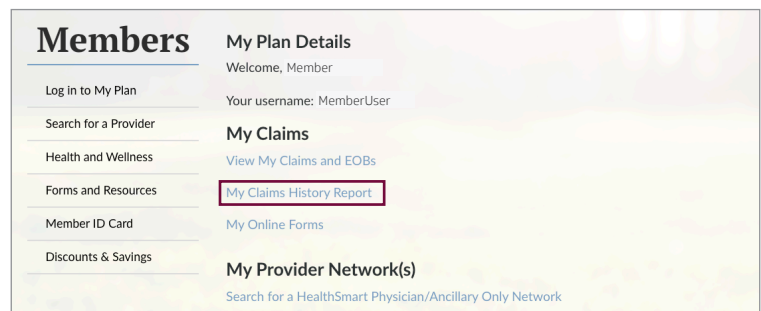 Members
Log in to My Plan
Search for a Provider
Health and Wellness
Forms and Resources
Member ID Card
Discounts & Savings
My Plan Details
Welcome, Member
Your username: MemberUser
My Claims
View My Claims and EOBs
My Claims History Report
My Online Forms
My Provider Network(s)
Search for a HealthSmart Physician/Ancillary Only Network